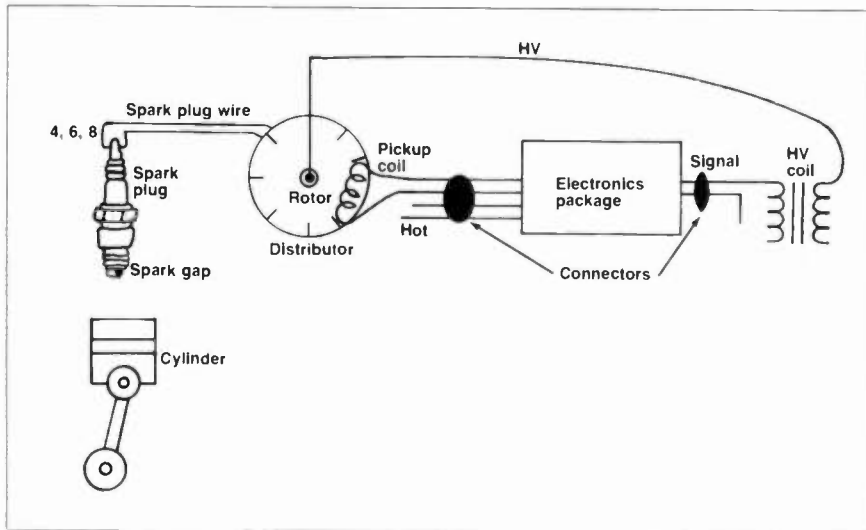 HV
Spark plug wire
4, 6, 8
Pickup
coil
Signal
HV
coil
Spark
plug
Rotor
Electronics
package
Hot
Distributor
Spark gap
Connectors
Cylinder